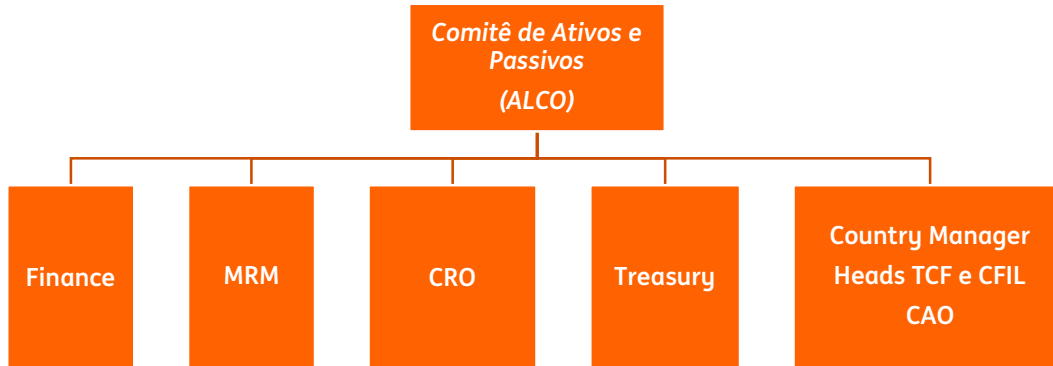 Comitê de Ativos e
Passivos
(ALCO)
Finance
MRM
CRO
Treasury
Country Manager
Heads TCF e CFIL
CAO